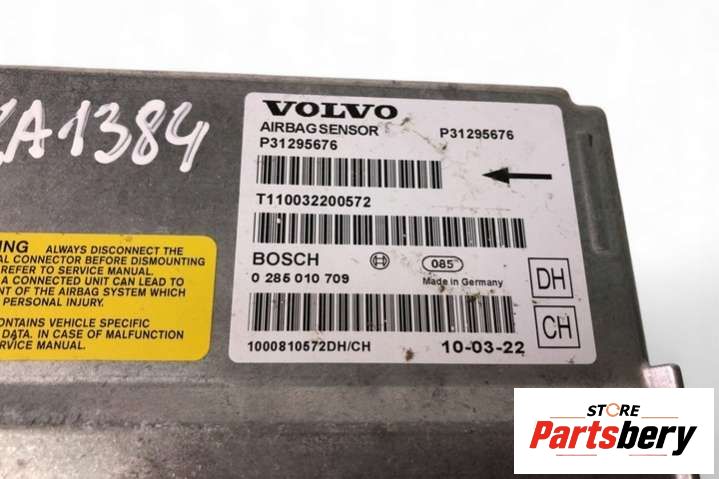 A1384
VOLVO
AIRBAG SENSOR P31295676
P31295676
T110032200572
BOSCH 085
0 285 010 709 Made in Germany
DH
CH
1000810572DH/CH 10-03-22
ALWAYS DISCONNECT THE
CONNECTOR BEFORE DISMOUNTING
REFER TO SERVICE MANUAL.
A CONNECTED UNIT CAN LEAD TO
OF THE AIRBAG SYSTEM WHICH
PERSONAL INJURY.
CONTAINS VEHICLE SPECIFIC
DATA, IN CASE OF MALFUNCTION
SERVICE MANUAL.
STORE
Partsbery